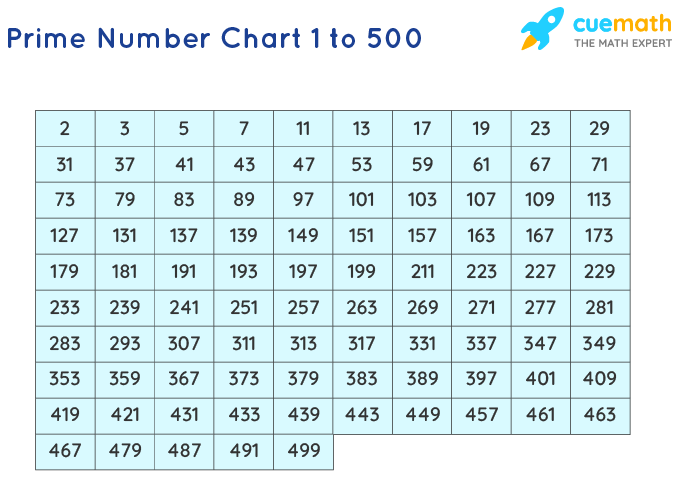 Prime Number Chart 1 to 500
cuemath
THE MATH EXPERT
2 3 5 7 11 13 17 19 23 29
31 37 41 43 47 53 59 61 67 71
73 79 83 89 97 101 103 107 109 113
127 131 137 139 149 151 157 163 167 173
179 181 191 193 197 199 211 223 227 229
233 239 241 251 257 263 269 271 277 281
283 293 307 311 313 317 331 337 347 349
353 359 367 373 379 383 389 397 401 409
419 421 431 433 439 443 449 457 461 463
467 479 487 491 499